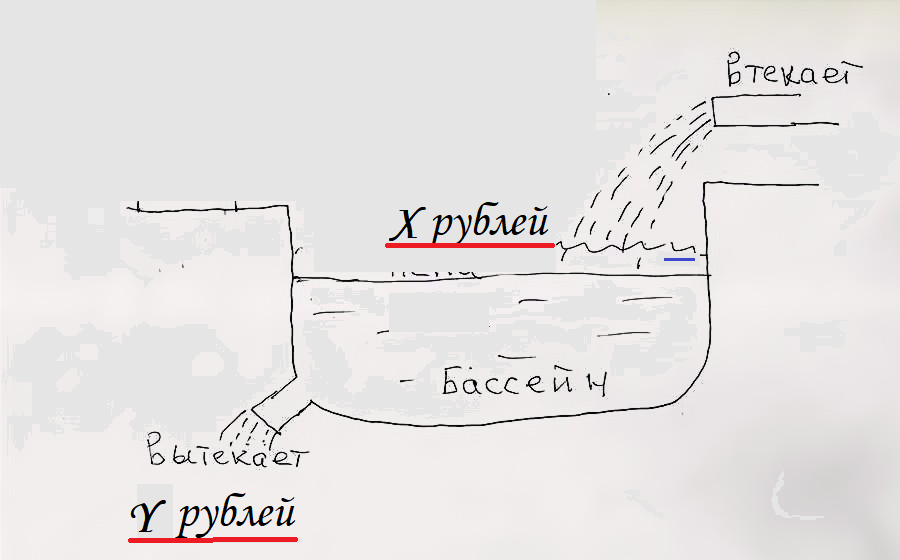 Втекает
X рублей
Бассейн
Вытекает
Y рублей